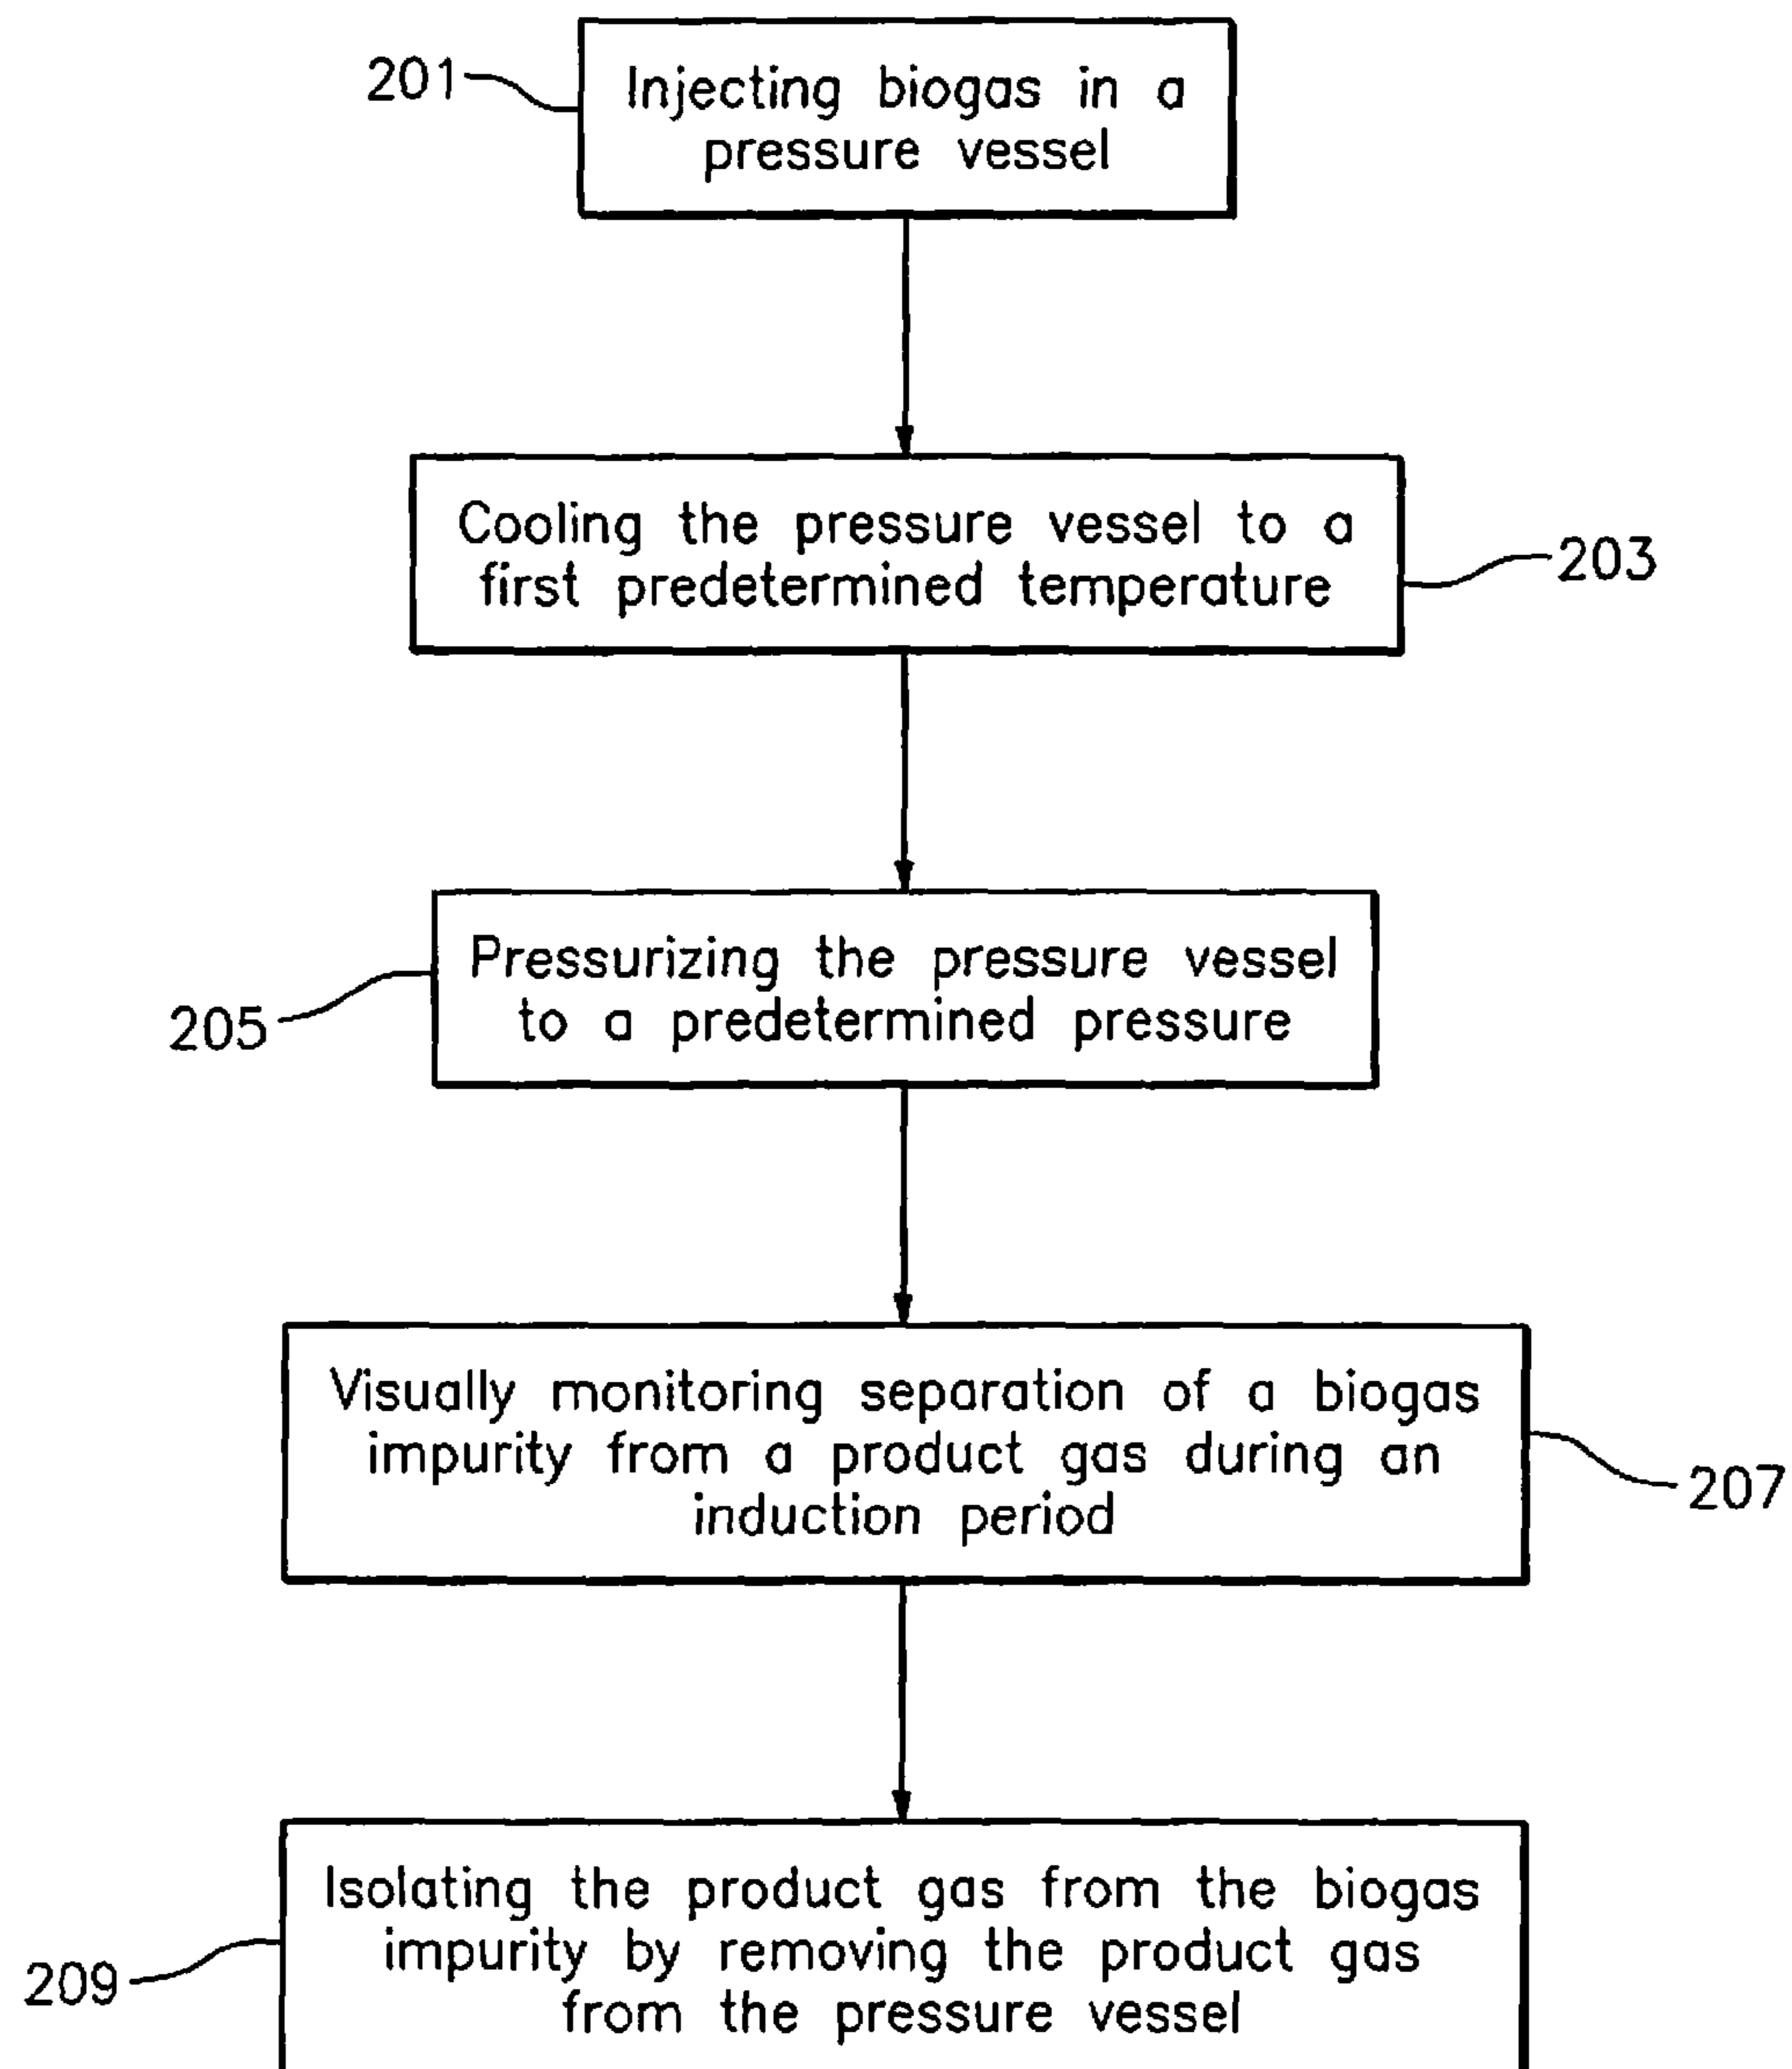 201
Injecting biogas in a
pressure vessel
Cooling the pressure vessel to a
first predetermined temperature
203
Pressurizing the pressure vessel
to a predetermined pressure
205
Visually monitoring separation of a biogas
impurity from a product gas during an
induction period
207
Isolating the product gas from the biogas
impurity by removing the product gas
from the pressure vessel
209